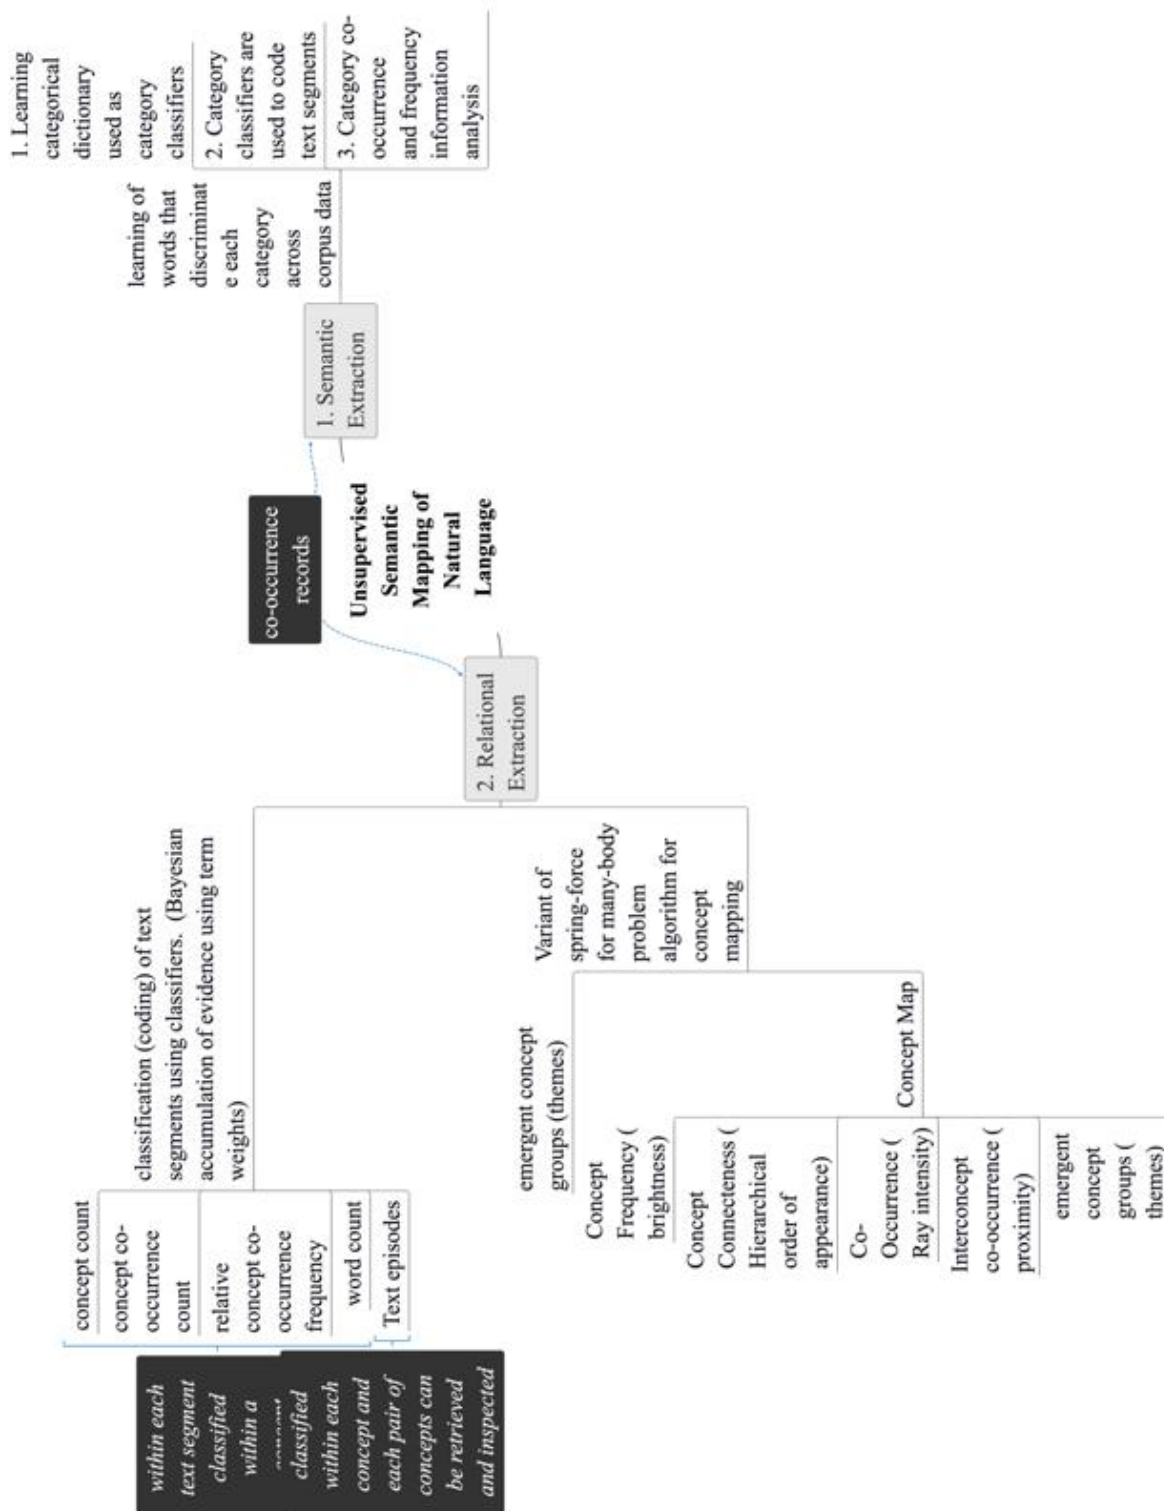 within each
text segment
classified
within a
classified
within each
concept and
each pair of
concepts can
be retrieved
and inspected
concept count
concept co-
occurrence
count
relative
concept co-
occurrence
frequency
word count
Text episodes
classification (coding) of text
segments using classifiers. (Bayesian
accumulation of evidence using term
weights)
2. Relational
Extraction
Variant of
spring-force
for many-body
problem
algorithm for
concept
mapping
emergent concept
groups (themes)
Concept Map
Concept
Frequency (
brightness)
Concept
Connecteness (
Hierarchical
order of
appearance)
Co-
Occurrence (
Ray intensity)
Interconcept
co-occurrence (
proximity)
emergent
concept
groups (
themes)
co-occurrence
records
Unsupervised
Semantic
Mapping of
Natural
Language
1. Semantic
Extraction
learning of
words that
discriminat
e each
category
across
corpus data
1. Learning
categorical
dictionary
used as
category
classifiers
2. Category
classifiers are
used to code
text segments
3. Category co-
occurrence
and frequency
information
analysis